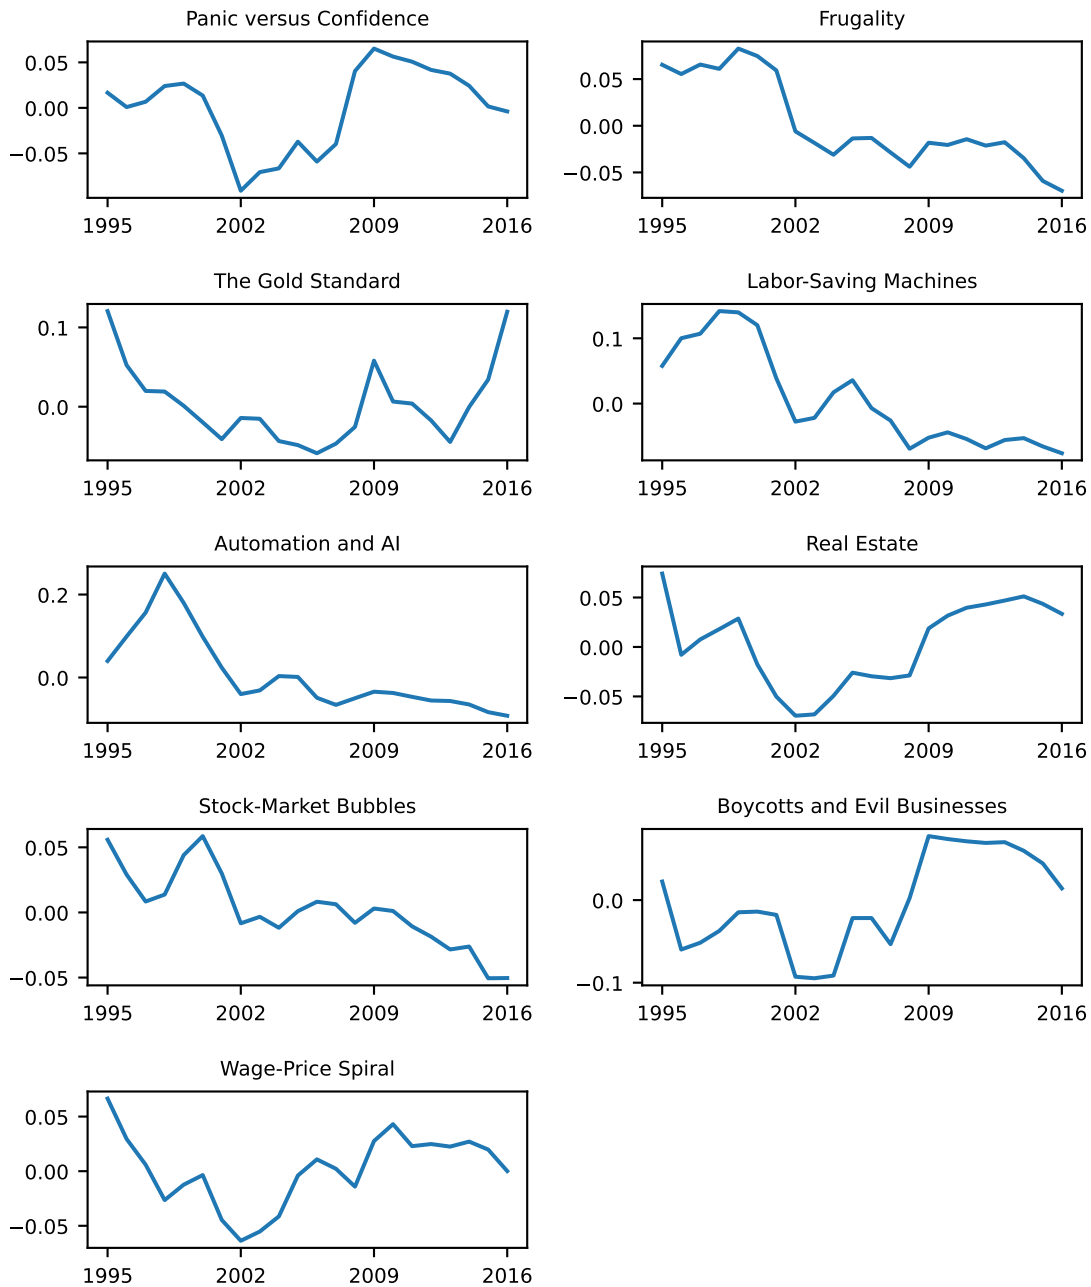 Panic versus Confidence
0.05
0.00
−0.05
1995 2002 2009 2016
Frugality
0.05
0.00
−0.05
1995 2002 2009 2016
The Gold Standard
0.1
0.0
1995 2002 2009 2016
Labor-Saving Machines
0.1
0.0
1995 2002 2009 2016
Automation and AI
0.2
0.0
1995 2002 2009 2016
Real Estate
0.05
0.00
−0.05
1995 2002 2009 2016
Stock-Market Bubbles
0.05
0.00
−0.05
1995 2002 2009 2016
Boycotts and Evil Businesses
0.0
−0.1
1995 2002 2009 2016
Wage-Price Spiral
0.05
0.00
−0.05
1995 2002 2009 2016